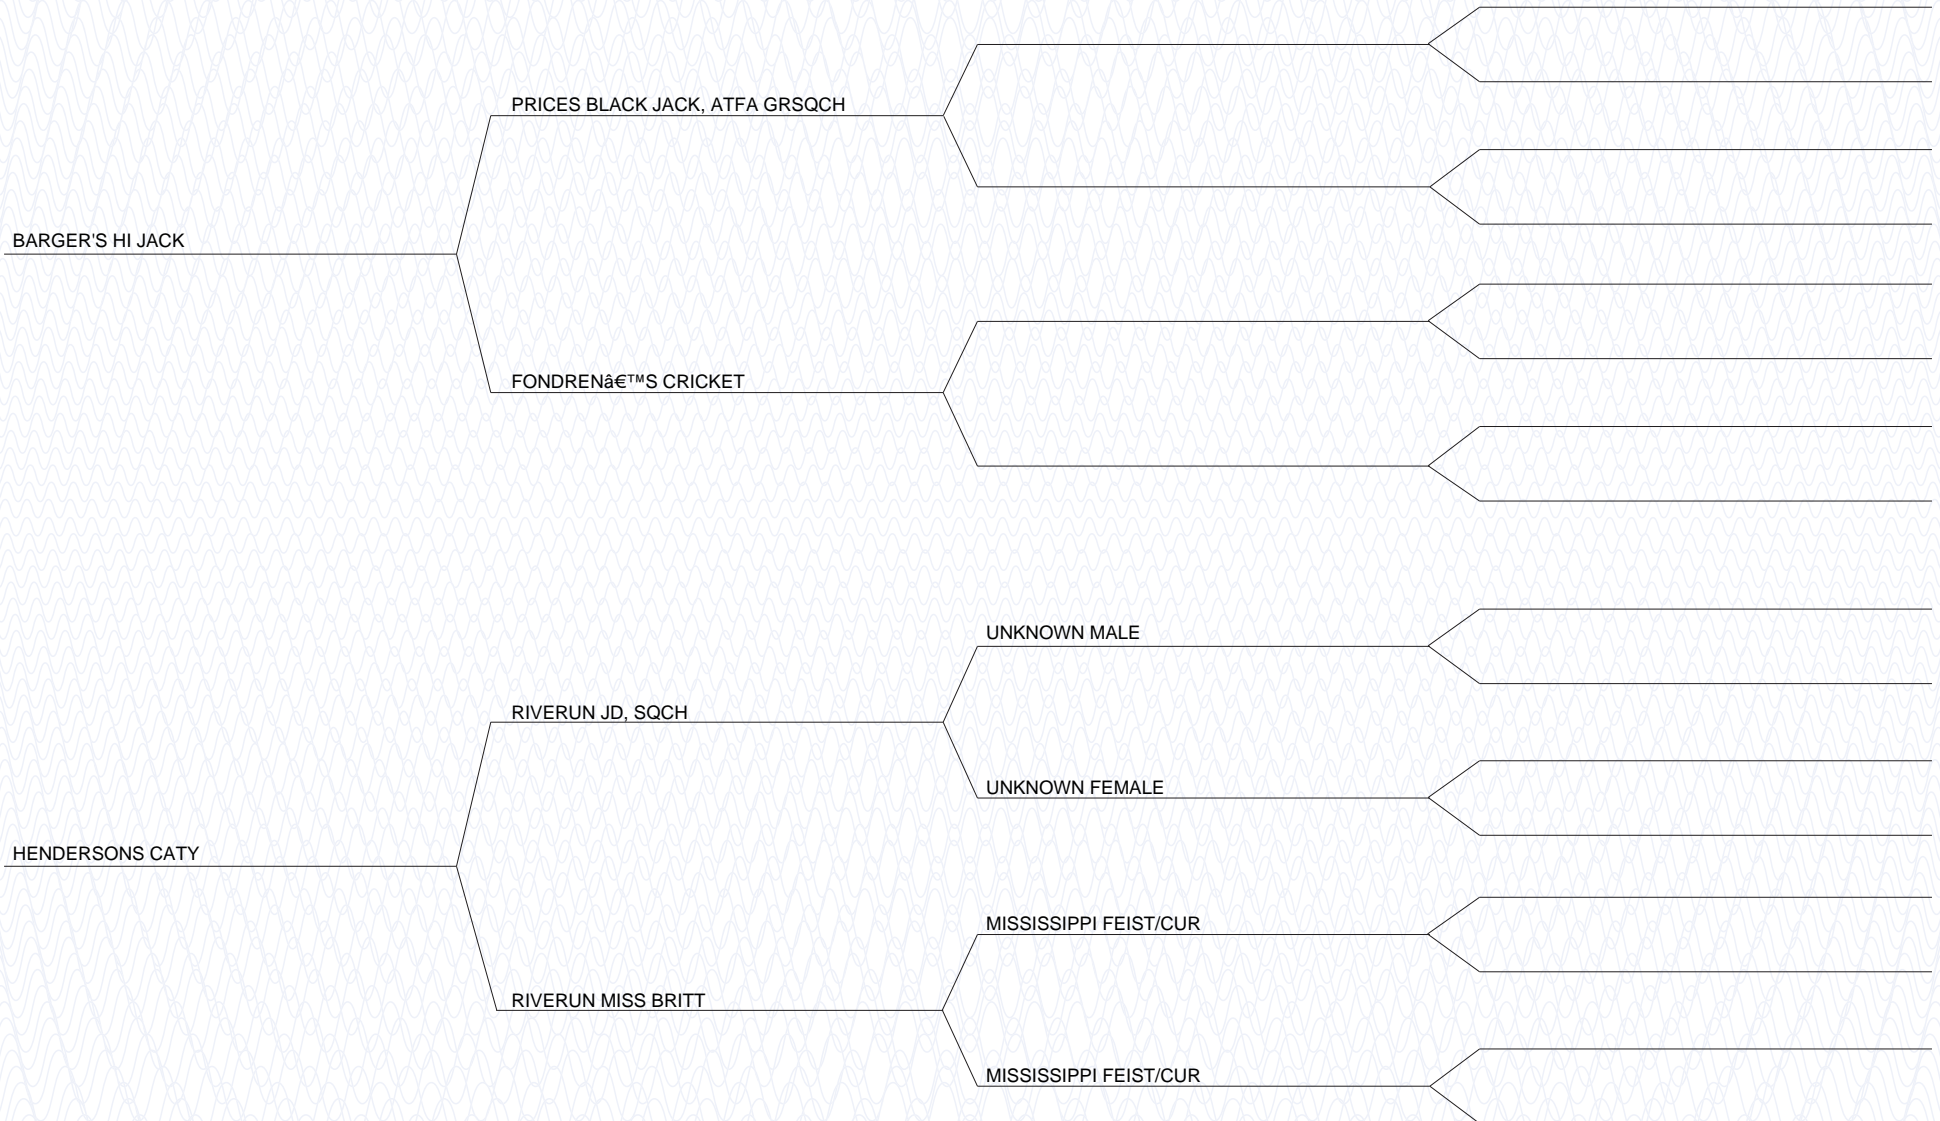 PRICES BLACK JACK, ATFA GRSQCH
BARGER'S HI JACK
FONDRENâ€™S CRICKET
UNKNOWN MALE
RIVERUN JD, SQCH
UNKNOWN FEMALE
HENDERSONS CATY
MISSISSIPPI FEIST/CUR
RIVERUN MISS BRITT
MISSISSIPPI FEIST/CUR